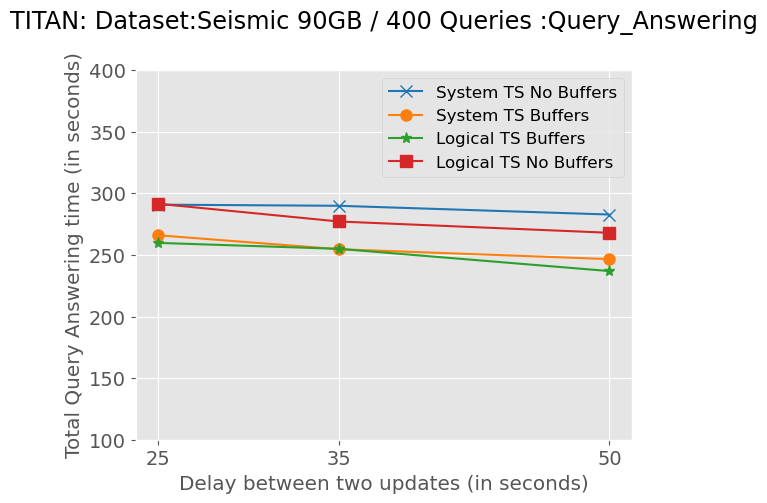 TITAN: Dataset:Seismic 90GB / 400 Queries :Query_Answering
Total Query Answering time (in seconds)
400
350
300
250
200
150
100
System TS No Buffers
System TS Buffers
Logical TS Buffers
Logical TS No Buffers
25
35
50
Delay between two updates (in seconds)